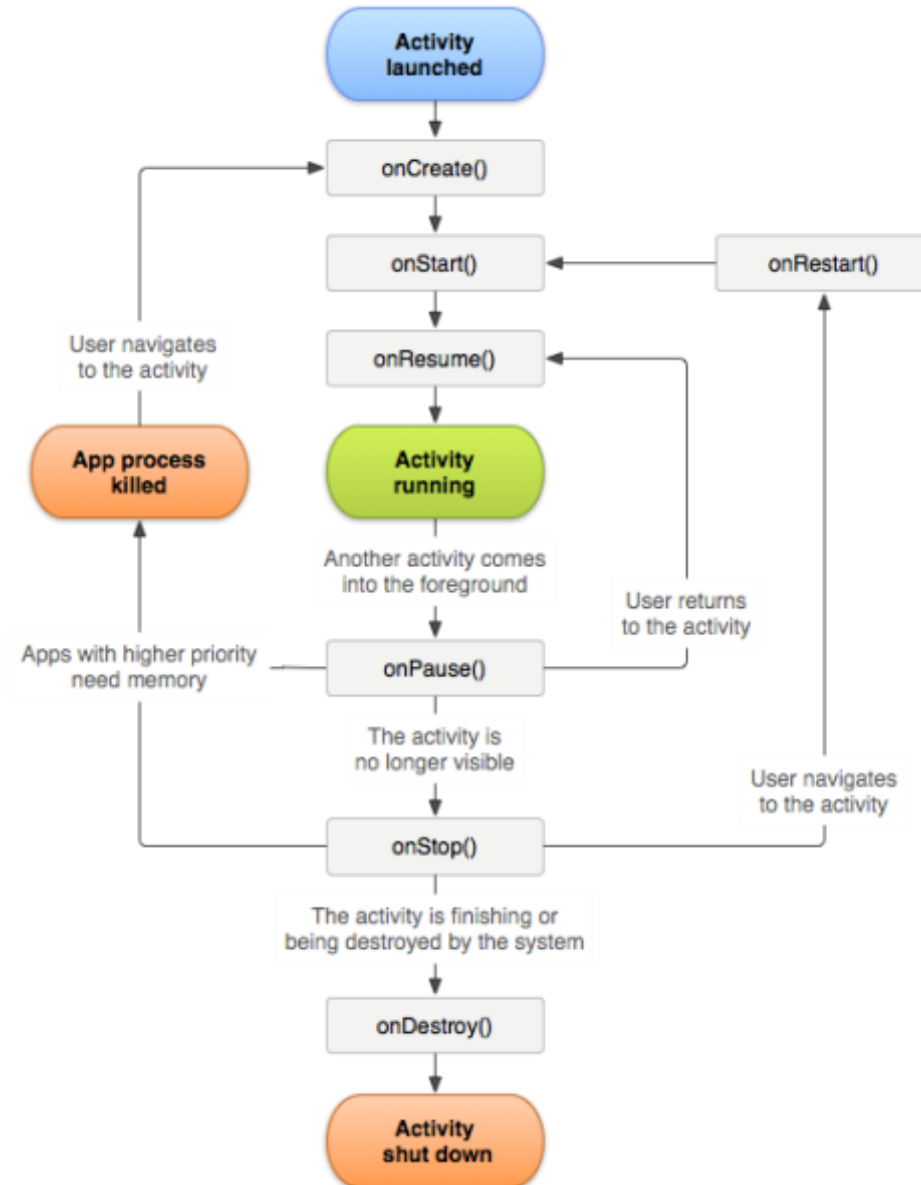 Activity
launched
onCreate()
onStart()
onRestart()
User navigates
to the activity
onResume()
App process
killed
Activity
running
Another activity comes
into the foreground
User returns
to the activity
Apps with higher priority
need memory
onPause()
The activity is
no longer visible
User navigates
to the activity
onStop()
The activity is finishing or
being destroyed by the system
onDestroy()
Activity
shut down